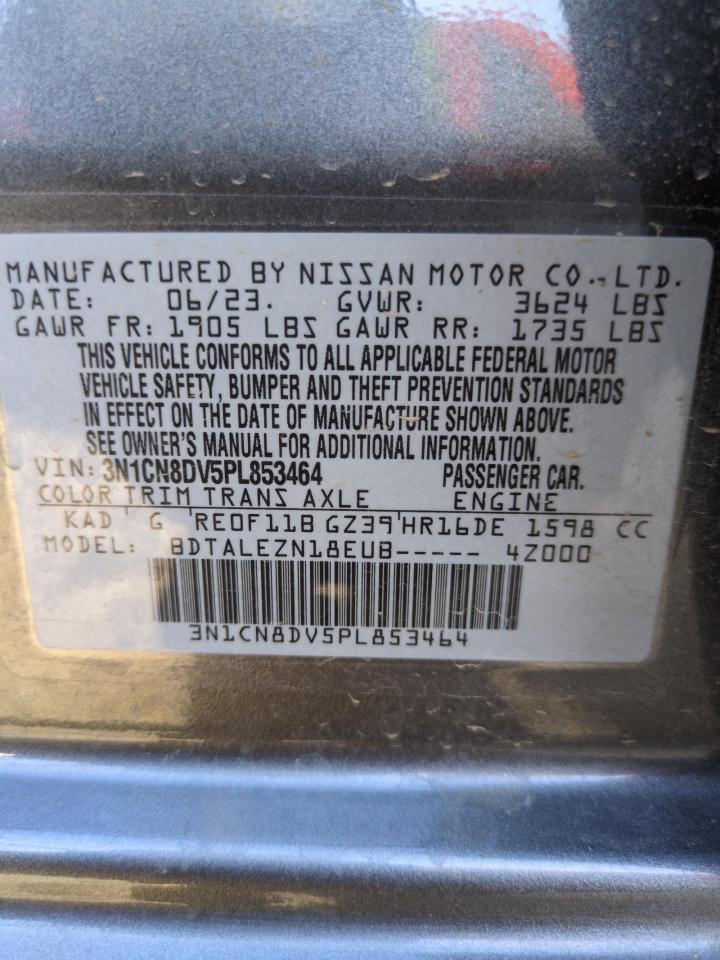 MANUFACTURED BY NISSAN MOTOR CO., LTD.
DATE: 06/23. GVWR: 3624 LBS
GAWR FR: 1905 LBS GAWR RR: 1735 LBS
THIS VEHICLE CONFORMS TO ALL APPLICABLE FEDERAL MOTOR
VEHICLE SAFETY, BUMPER AND THEFT PREVENTION STANDARDS
IN EFFECT ON THE DATE OF MANUFACTURE SHOWN ABOVE.
SEE OWNER'S MANUAL FOR ADDITIONAL INFORMATION.
VIN: 3N1CN8DV5PL853464 PASSENGER CAR.
COLOR TRIM TRANS AXLE ENGINE
KAD G RE0F11B GZ39 HR16DE 1598 CC
MODEL: BDTALEZN18EUB----- 4Z000
3N1CN8DV5PL853464